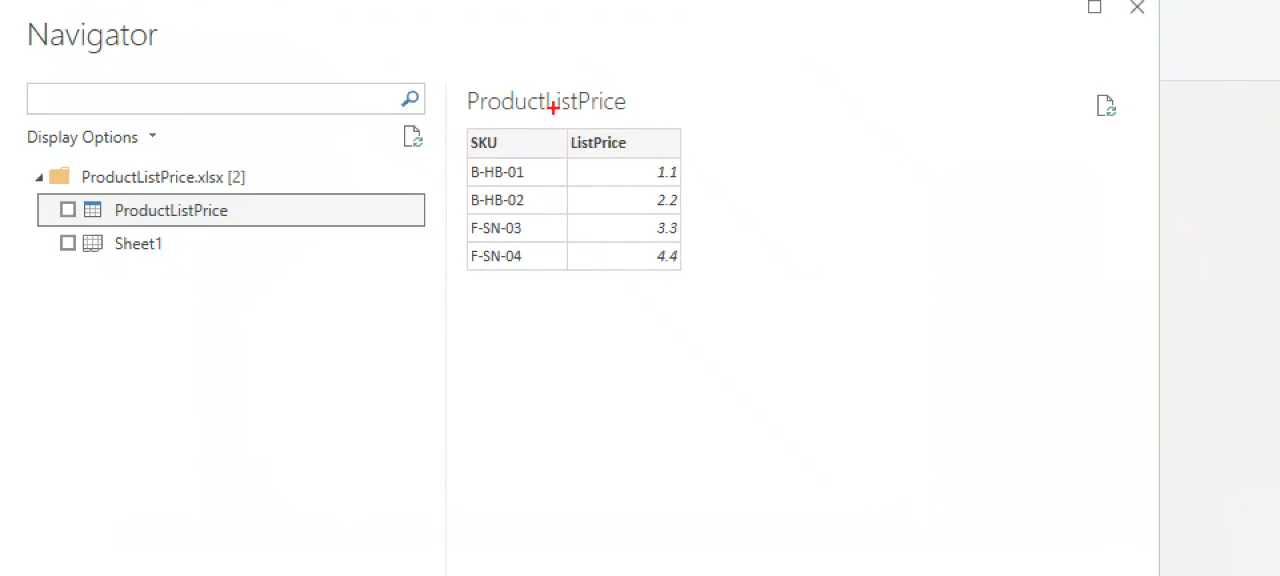 Navigator
Display Options
ProductListPrice.xlsx [2]
ProductListPrice
Sheet1
ProductListPrice
SKU ListPrice
B-HB-01 1.1
B-HB-02 2.2
F-SN-03 3.3
F-SN-04 4.4